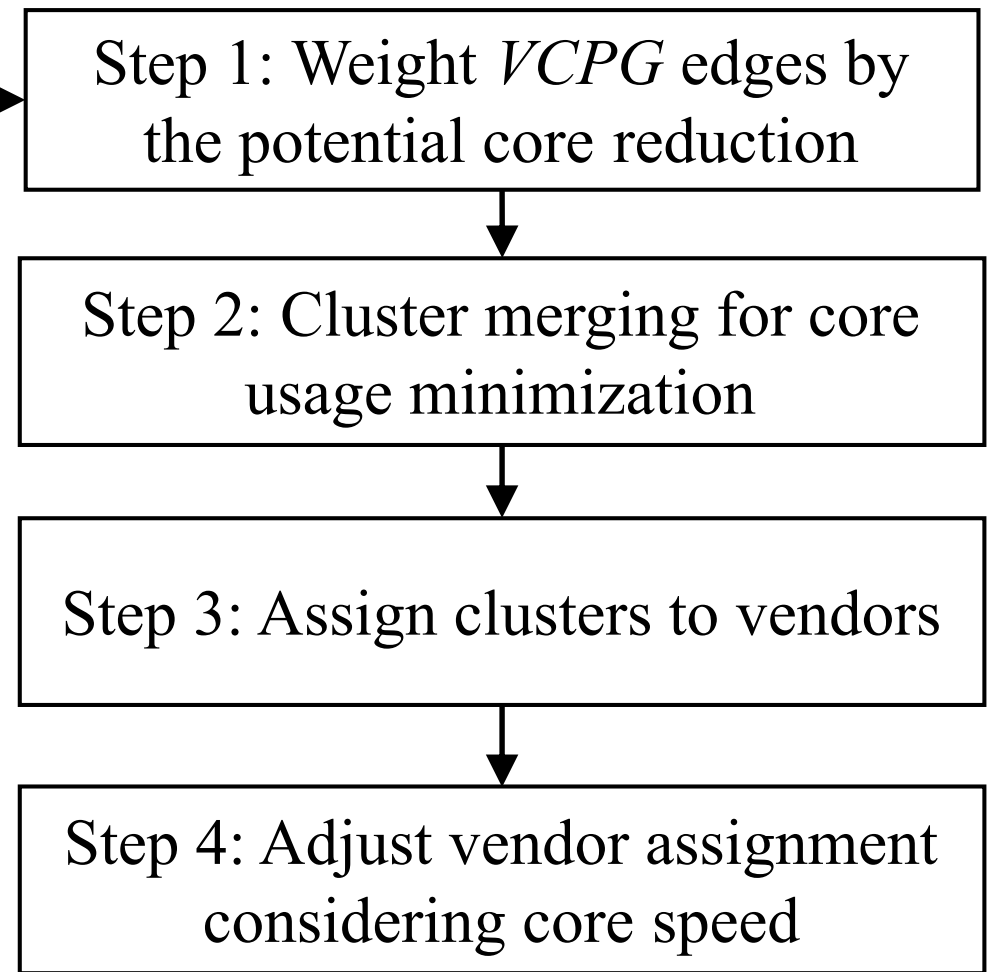 Step 1: Weight VCPG edges by
the potential core reduction
Step 2: Cluster merging for core
usage minimization
Step 3: Assign clusters to vendors
Step 4: Adjust vendor assignment
considering core speed